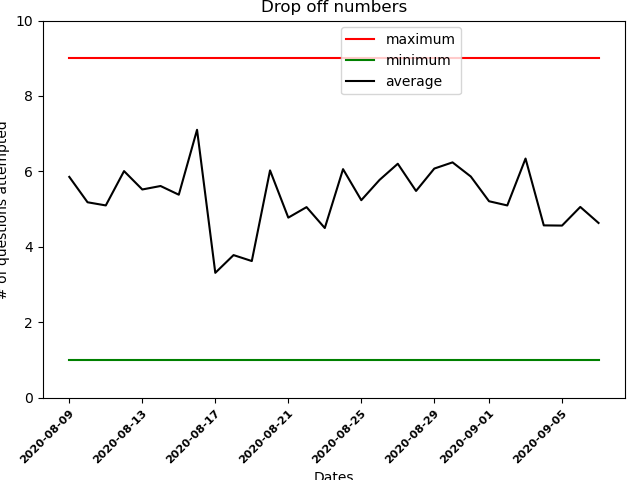 Drop off numbers
maximum
minimum
average
# of questions attempted
10
8
6
4
2
0
2020-08-09
2020-08-13
2020-08-17
2020-08-21
2020-08-25
2020-08-29
2020-09-01
2020-09-05
Dates